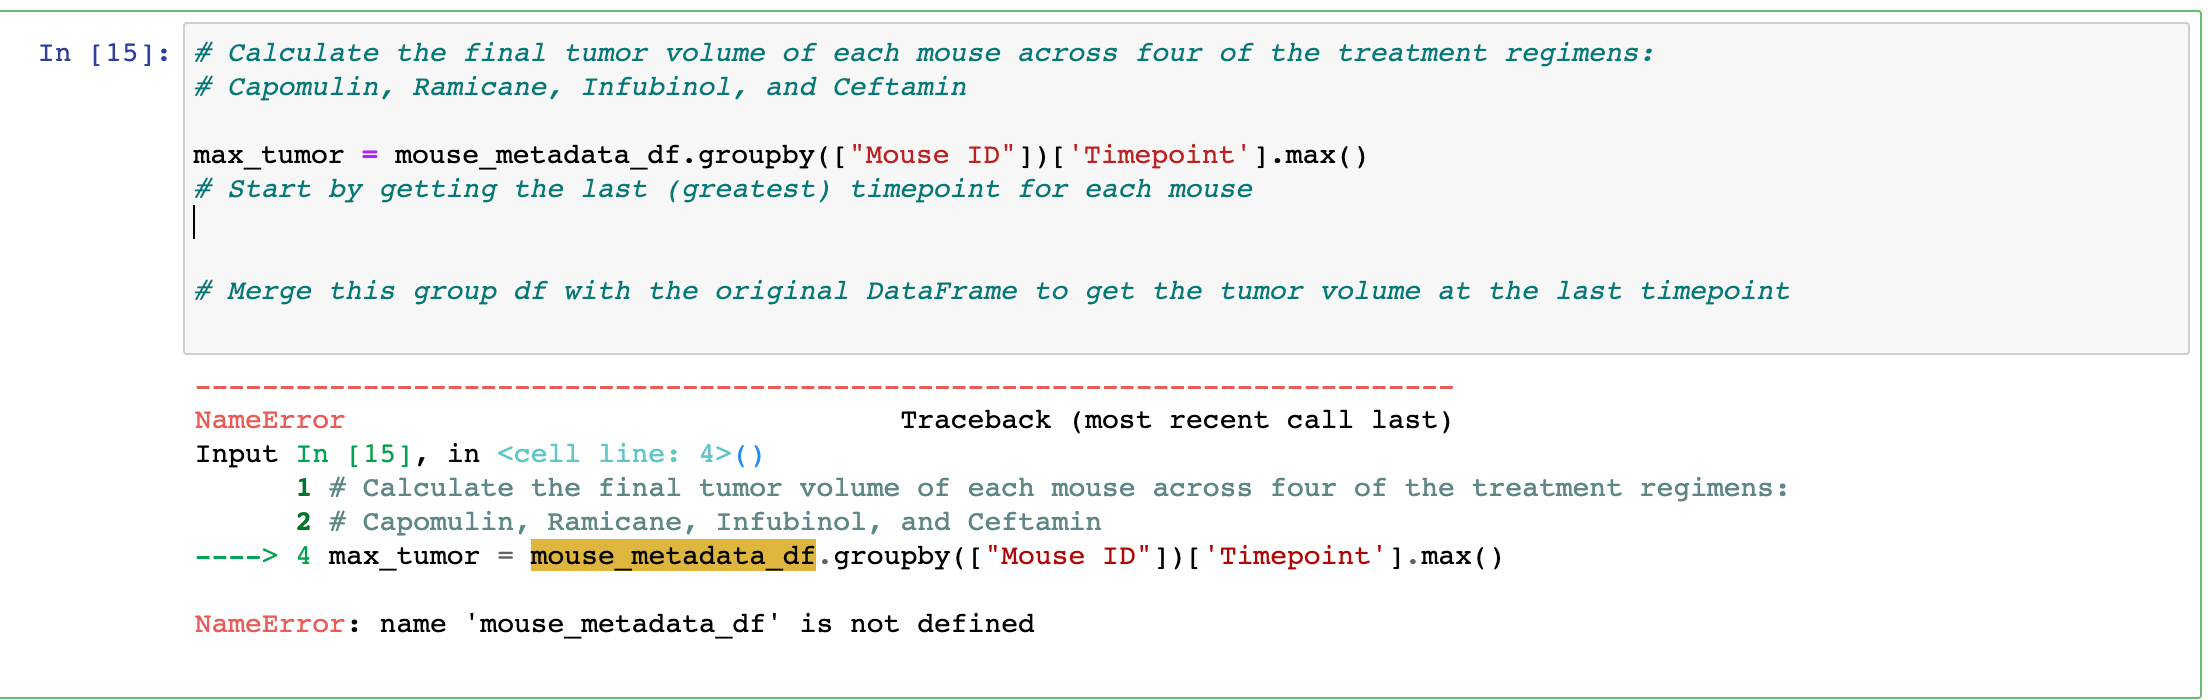 In [15]: # Calculate the final tumor volume of each mouse across four of the treatment regimens:
# Capomulin, Ramicane, Infubinol, and Ceftamin
max_tumor = mouse_metadata_df.groupby(["Mouse ID"])['Timepoint'].max()
# Start by getting the last (greatest) timepoint for each mouse
# Merge this group df with the original DataFrame to get the tumor volume at the last timepoint
---------------------------------------------------------------------------
NameError                                 Traceback (most recent call last)
Input In [15], in <cell line: 4>()
      1 # Calculate the final tumor volume of each mouse across four of the treatment regimens:
      2 # Capomulin, Ramicane, Infubinol, and Ceftamin
----> 4 max_tumor = mouse_metadata_df.groupby(["Mouse ID"])['Timepoint'].max()
NameError: name 'mouse_metadata_df' is not defined